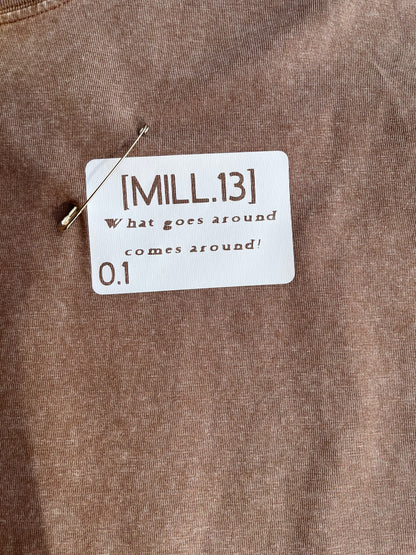 [MILL.13]
What goes around
comes around!
0.1